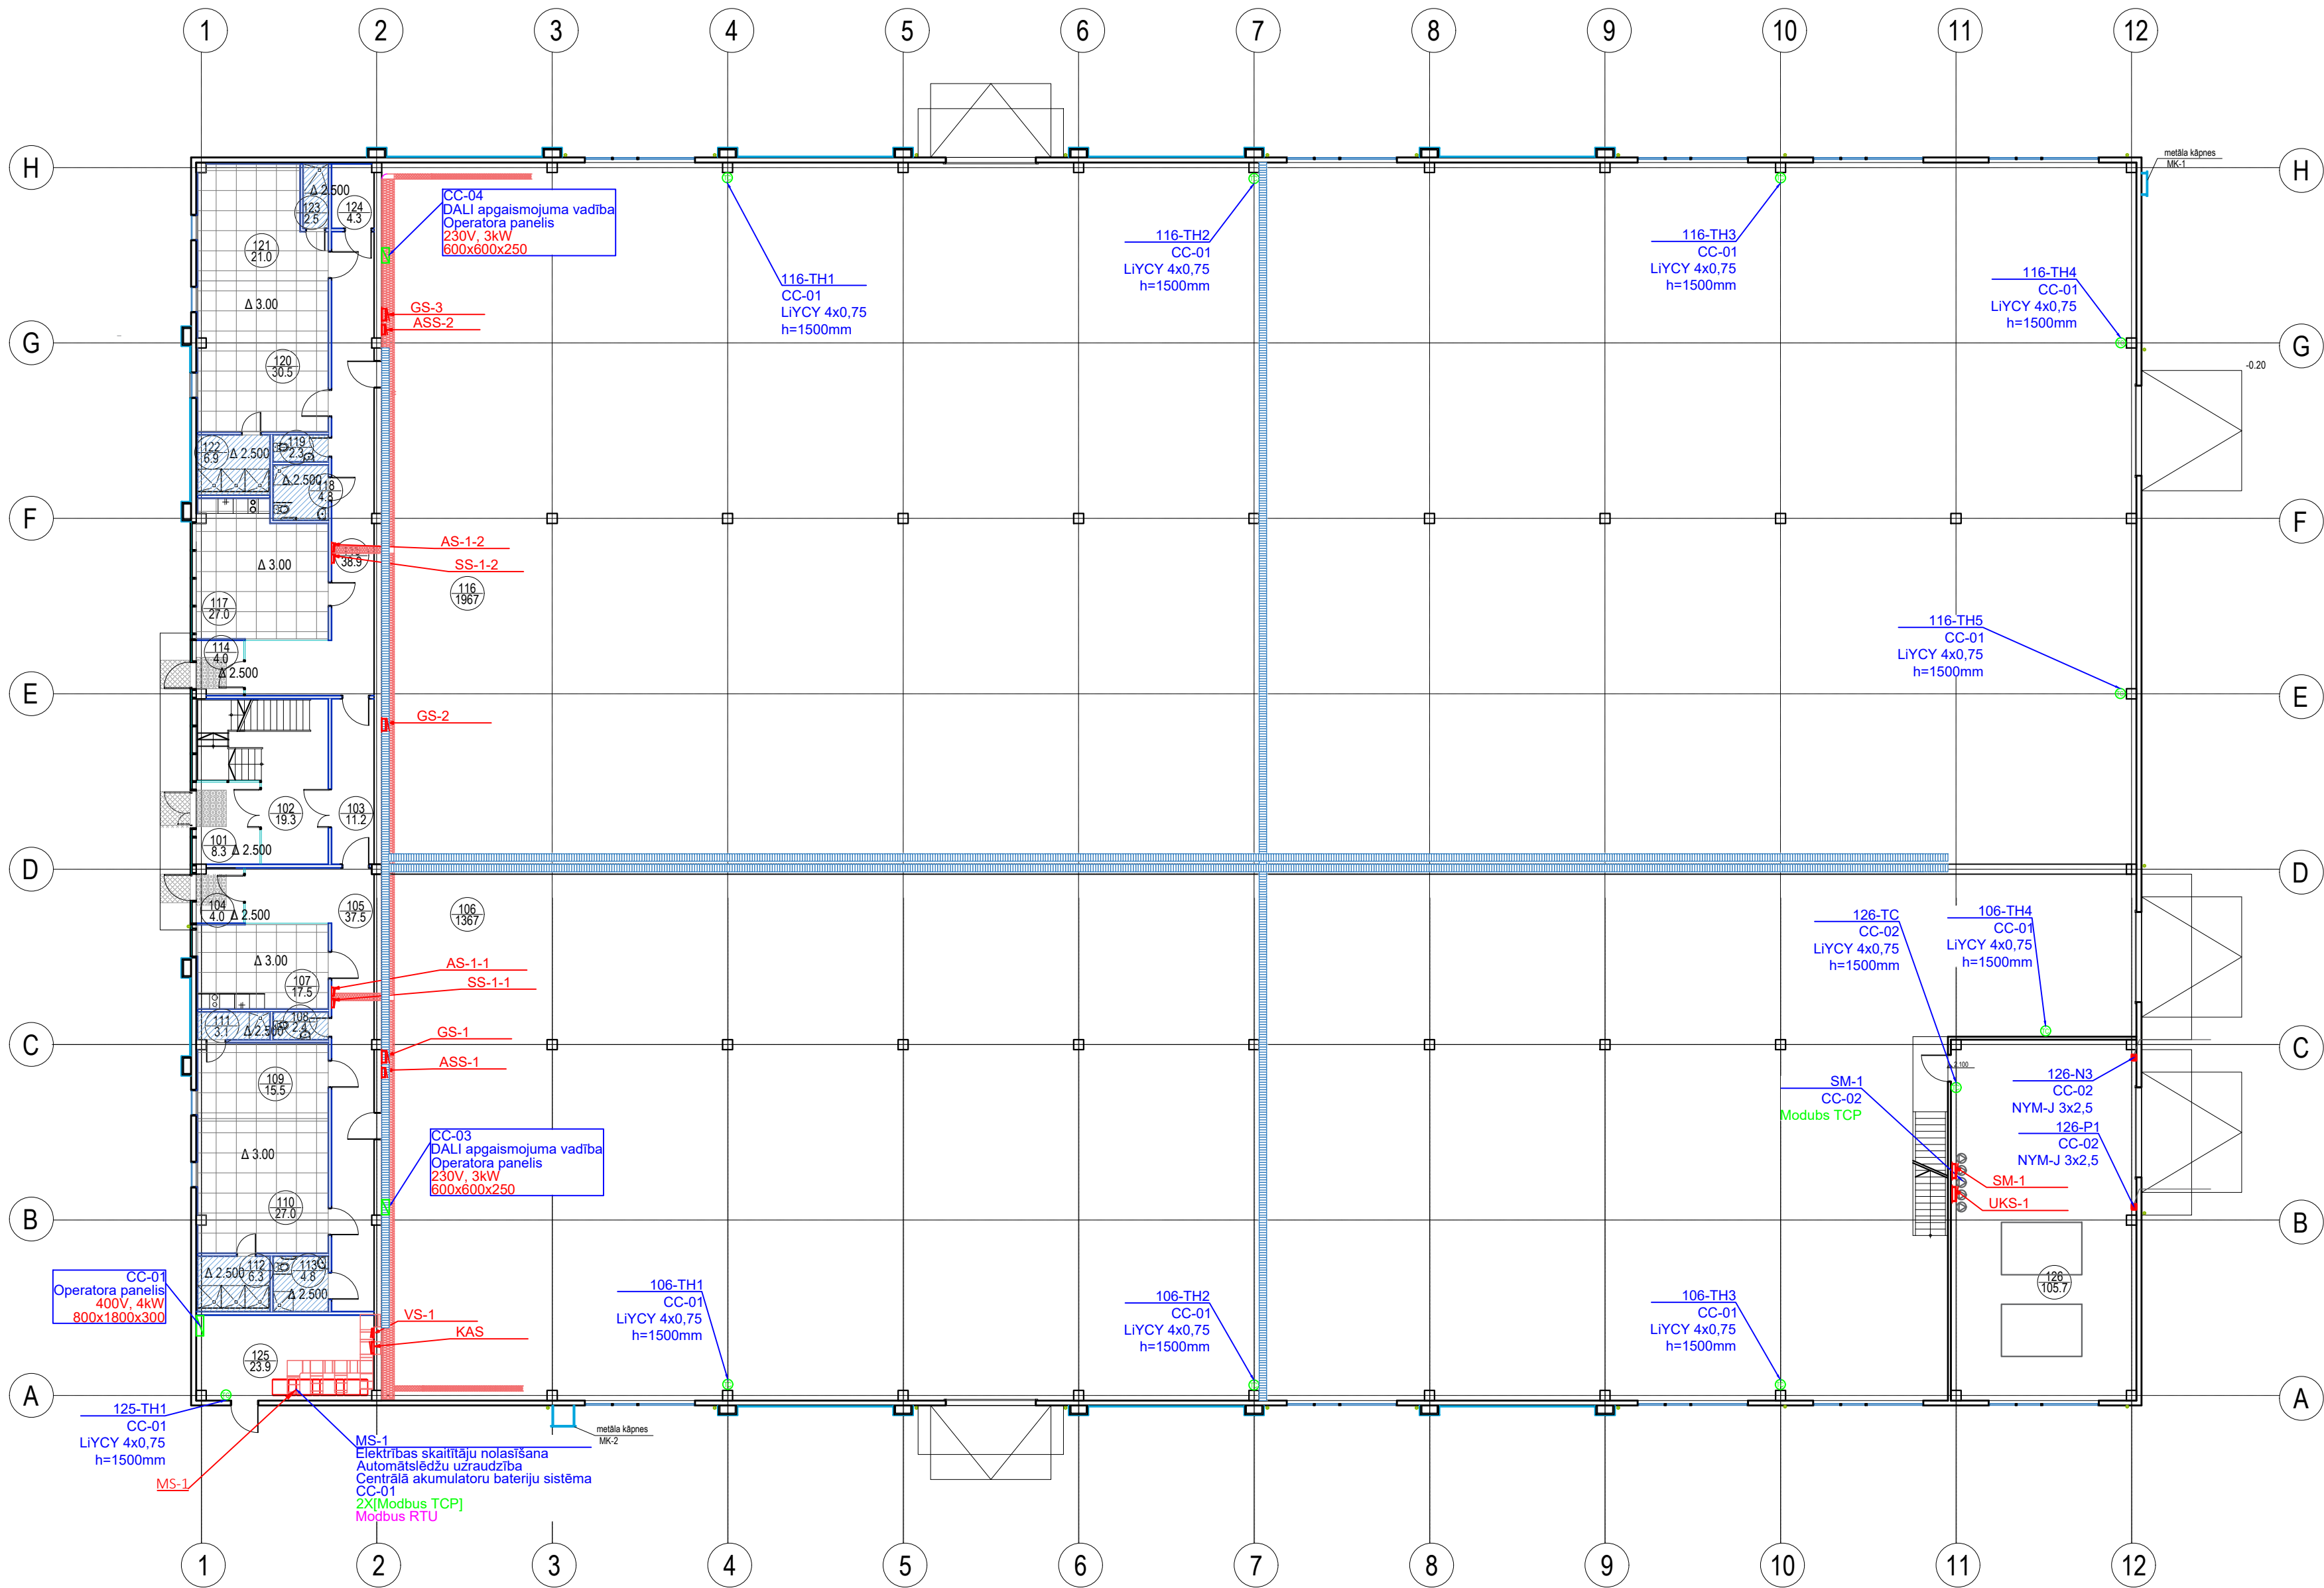 1
2
3
4
5
6
7
8
9
10
11
12
H
H
metāla kāpnes
MK-1
Δ 2.500
123
2.5
124
4.3
CC-04
DALI apgaismojuma vadība
Operatora panelis
230V, 3kW
600x600x250
121
21.0
Δ 3.00
116-TH1
CC-01
LiYCY 4x0,75
h=1500mm
116-TH2
CC-01
LiYCY 4x0,75
h=1500mm
116-TH3
CC-01
LiYCY 4x0,75
h=1500mm
116-TH4
CC-01
LiYCY 4x0,75
h=1500mm
GS-3
ASS-2
G
G
120
30.5
-0.20
122
6.9
Δ 2.500
119
2.3
Δ 2.500
118
4.8
F
F
AS-1-2
SS-1-2
38.9
Δ 3.00
116
1967
117
27.0
114
4.0
Δ 2.500
116-TH5
CC-01
LiYCY 4x0,75
h=1500mm
E
E
GS-2
102
19.3
103
11.2
101
8.3
Δ 2.500
D
D
104
4.0
Δ 2.500
105
37.5
106
1367
126-TC
CC-02
LiYCY 4x0,75
h=1500mm
106-TH4
CC-01
LiYCY 4x0,75
h=1500mm
Δ 3.00
AS-1-1
SS-1-1
107
17.5
111
3.1
Δ 2.500
108
2.4
GS-1
ASS-1
C
C
109
15.5
2.100
SM-1
CC-02
Modubs TCP
126-N3
CC-02
NYM-J 3x2,5
126-P1
CC-02
NYM-J 3x2,5
CC-03
DALI apgaismojuma vadība
Operatora panelis
230V, 3kW
600x600x250
Δ 3.00
SM-1
UKS-1
110
27.0
B
B
Δ 2.500
112
6.3
113
4.8
Δ 2.500
CC-01
Operatora panelis
400V, 4kW
800x1800x300
126
105.7
106-TH1
CC-01
LiYCY 4x0,75
h=1500mm
106-TH2
CC-01
LiYCY 4x0,75
h=1500mm
106-TH3
CC-01
LiYCY 4x0,75
h=1500mm
VS-1
KAS
125
23.9
A
A
125-TH1
CC-01
LiYCY 4x0,75
h=1500mm
MS-1
metāla kāpnes
MK-2
MS-1
Elektrības skaitītāju nolasīšana
Automātslēdžu uzraudzība
Centrālā akumulatoru bateriju sistēma
CC-01
2X[Modbus TCP]
Modbus RTU
1
2
3
4
5
6
7
8
9
10
11
12